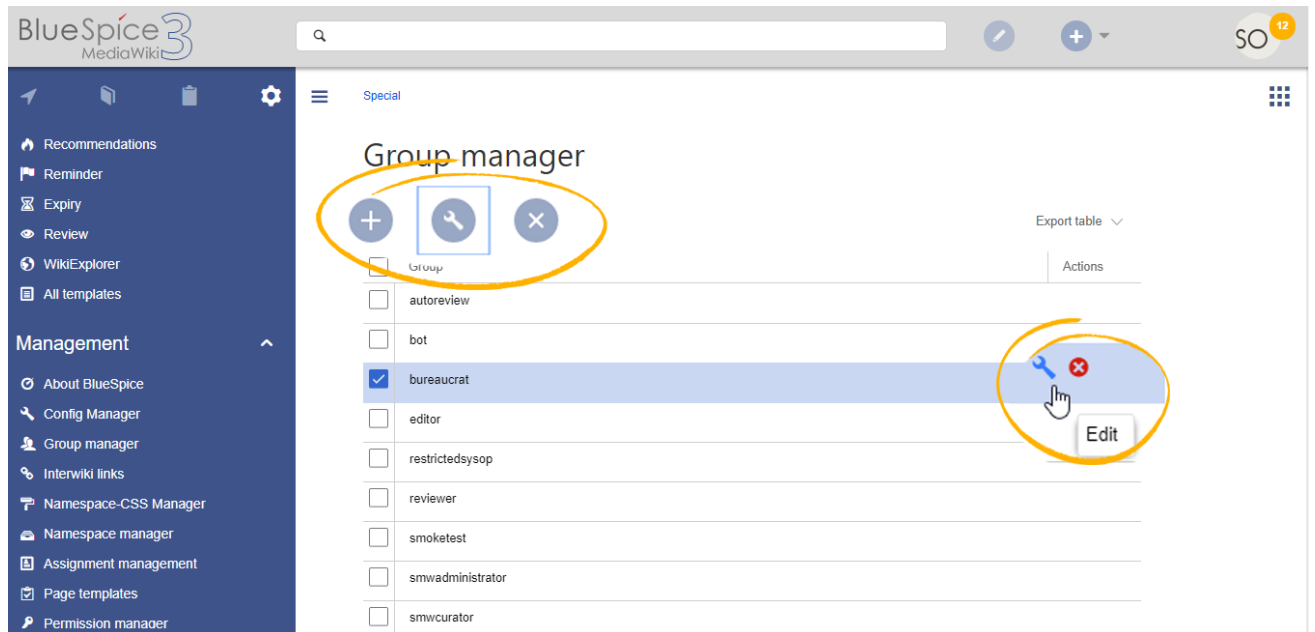 BlueSpice 3
MediaWiki
SO
12
Special
Recommendations
Reminder
Expiry
Review
WikiExplorer
All templates
Management
About BlueSpice
Config Manager
Group manager
Interwiki links
Namespace-CSS Manager
Namespace manager
Assignment management
Page templates
Permission manager
Group manager
Export table
Group
Actions
autoreview
bot
bureaucrat
Edit
editor
restrictedsysop
reviewer
smoketest
smwadministrator
smwcurator